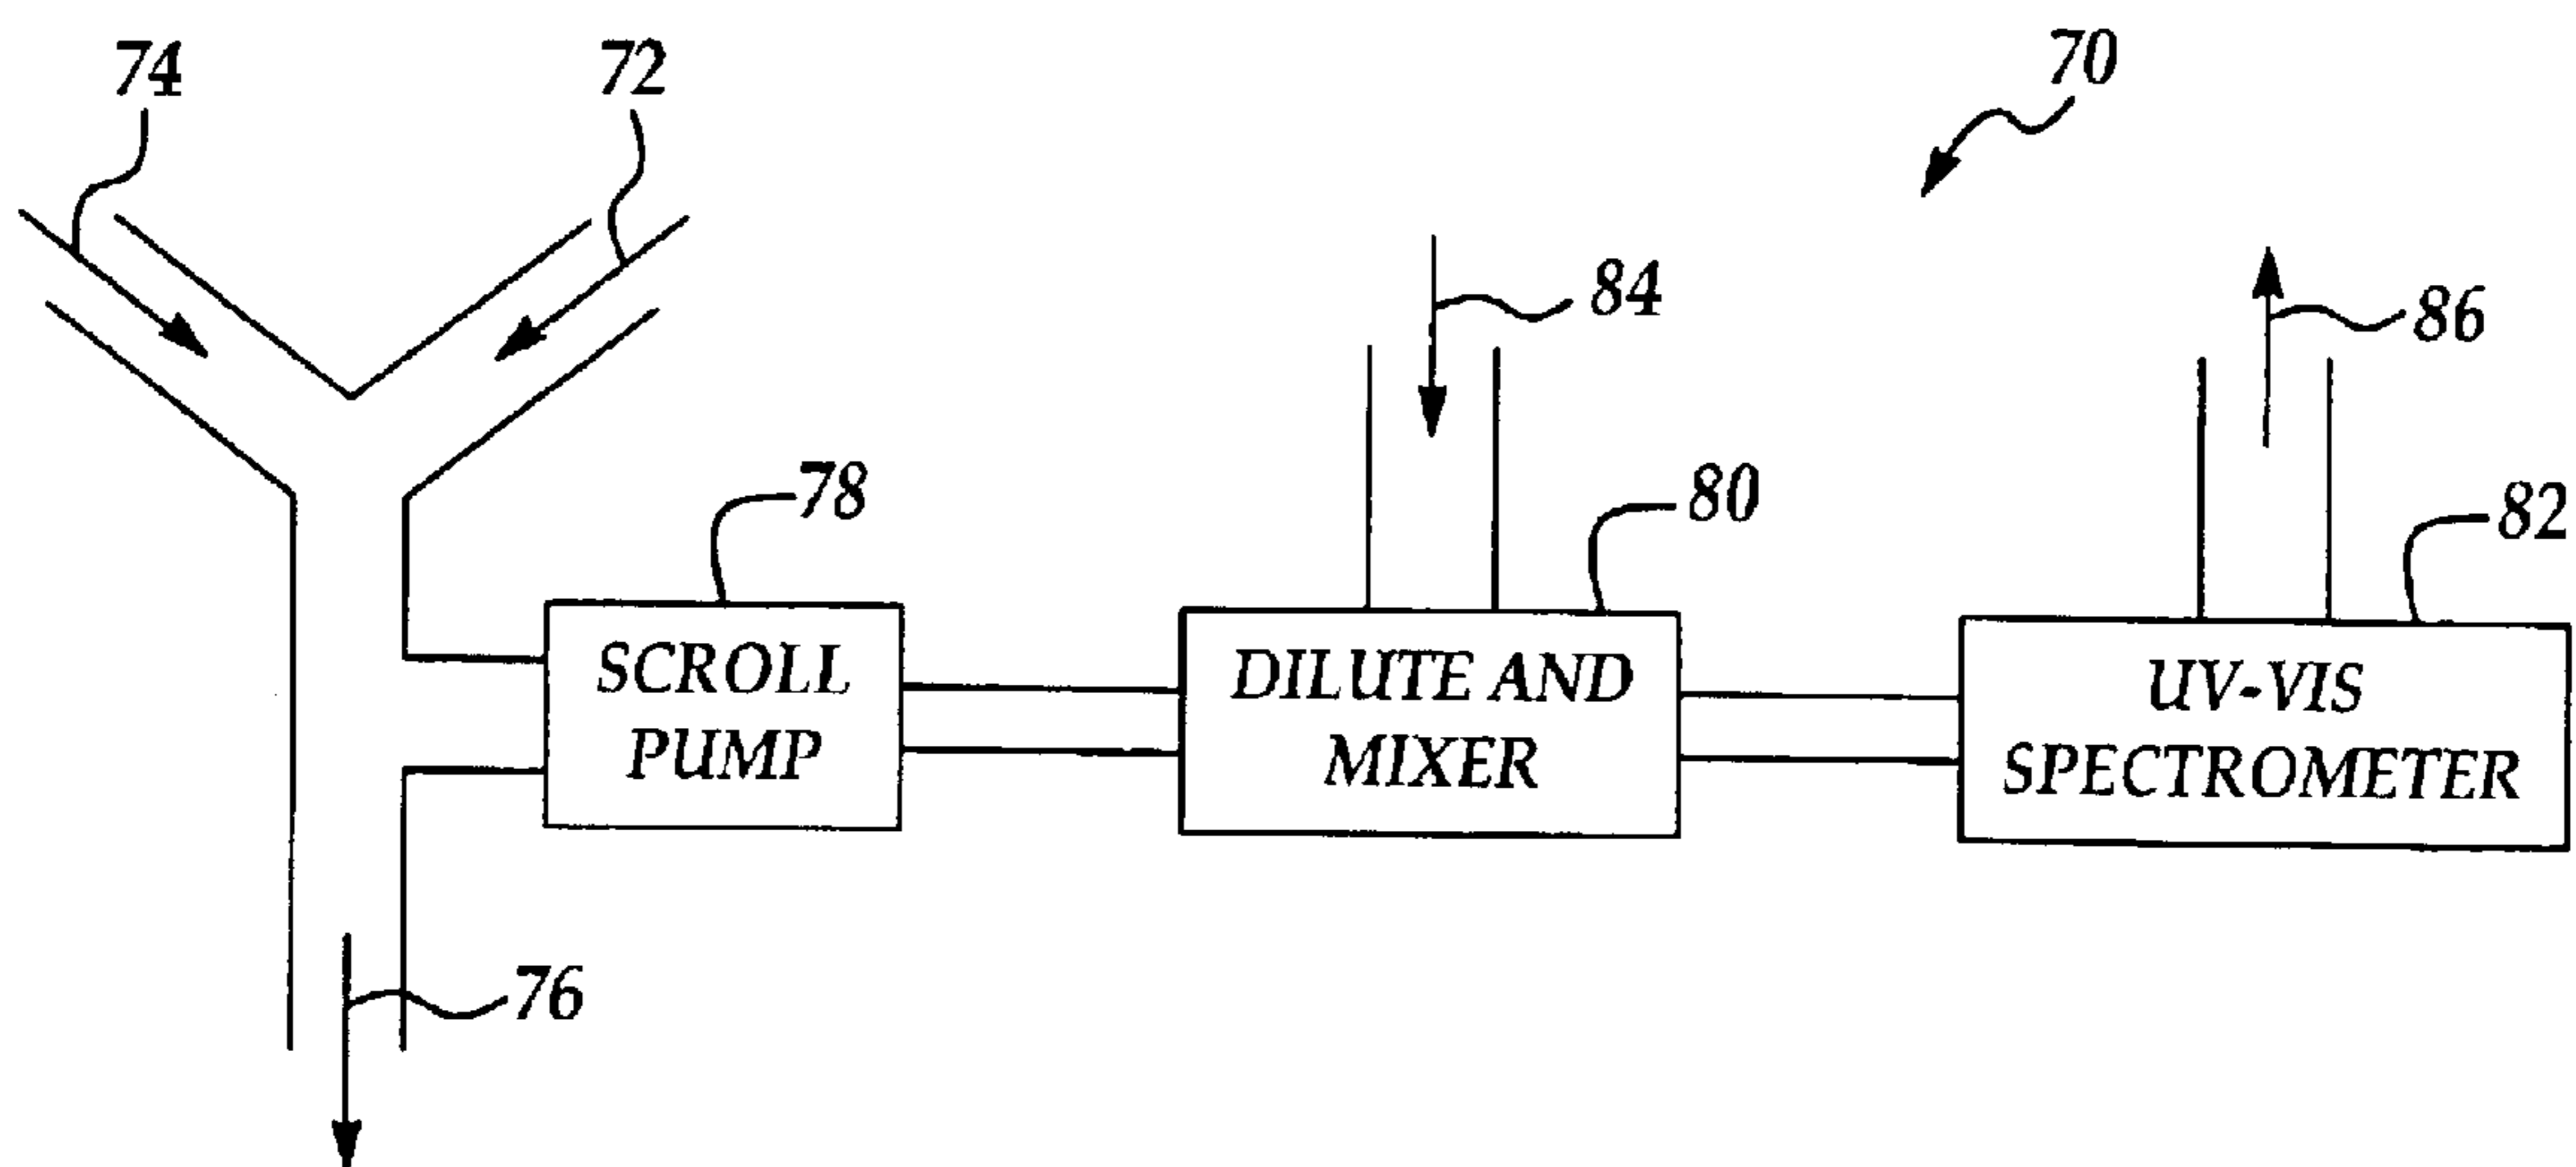 74
72
70
84
86
78
80
82
SCROLL
PUMP
DILUTE AND
MIXER
UV-VIS
SPECTROMETER
76